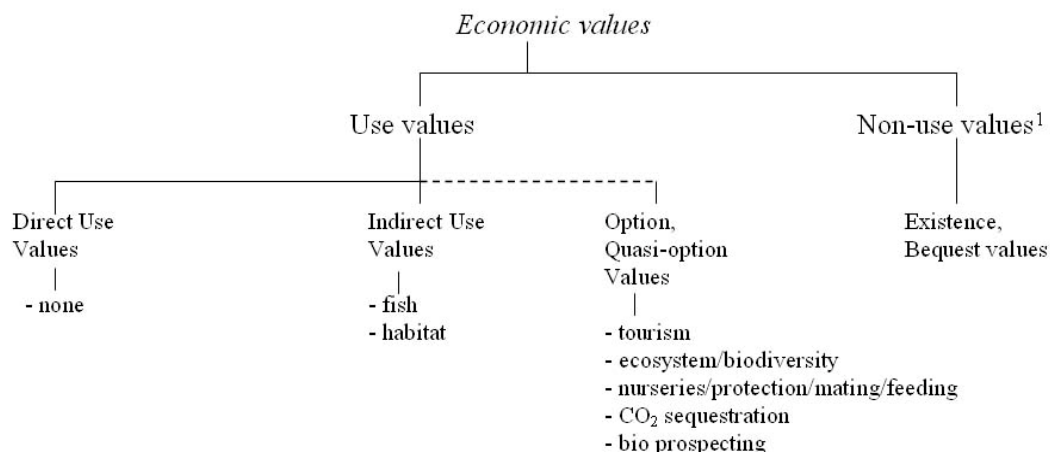 Economic values
Use values
Non-use values¹
Direct Use
Values
- none
Indirect Use
Values
- fish
- habitat
Option,
Quasi-option
Values
- tourism
- ecosystem/biodiversity
- nurseries/protection/mating/feeding
- CO₂ sequestration
- bio prospecting
Existence,
Bequest values